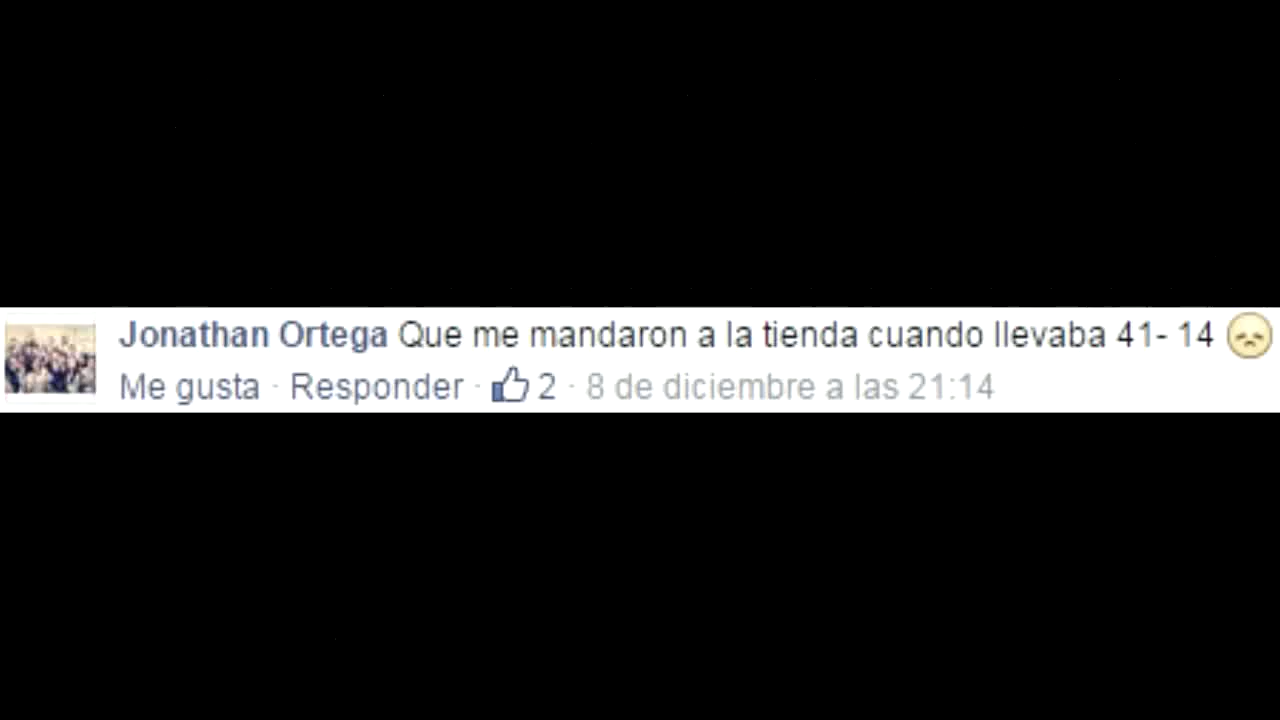 Jonathan Ortega Que me mandaron a la tienda cuando llevaba 41- 14 😞
Me gusta · Responder · 👍 2 · 8 de diciembre a las 21:14